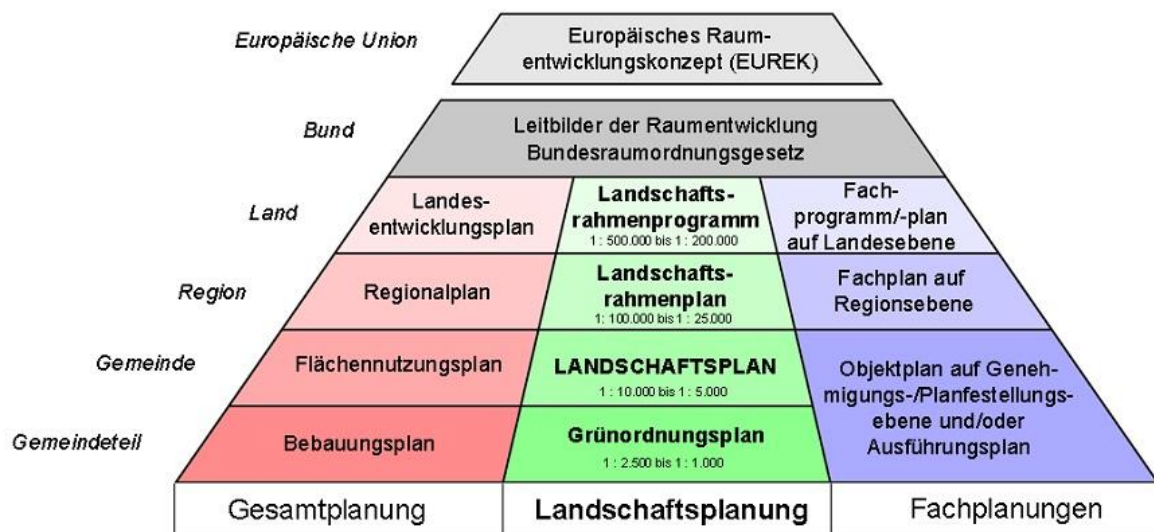 Europäische Union
Europäisches Raum-
entwicklungskonzept (EUREK)
Bund
Leitbilder der Raumentwicklung
Bundesraumordnungsgesetz
Land
Landes-
entwicklungsplan
Landschafts-
rahmenprogramm
1 : 500.000 bis 1 : 200.000
Fach-
programm/-plan
auf Landesebene
Region
Regionalplan
Landschafts-
rahmenplan
1: 100.000 bis 1 : 25.000
Fachplan auf
Regionsebene
Gemeinde
Flächennutzungsplan
LANDSCHAFTSPLAN
1 : 10.000 bis 1 : 5.000
Objektplan auf Geneh-
migungs-/Planfestellungs-
ebene und/oder
Ausführungsplan
Gemeindeteil
Bebauungsplan
Grünordnungsplan
1 : 2.500 bis 1 : 1.000
Gesamtplanung
Landschaftsplanung
Fachplanungen